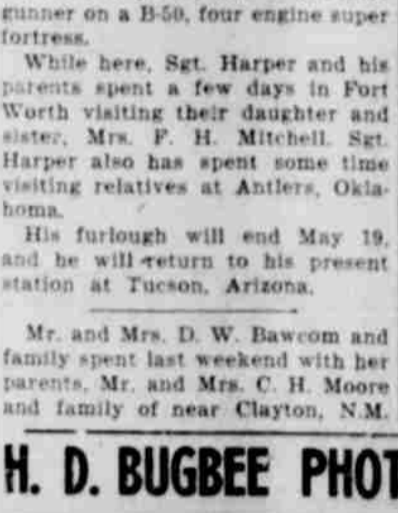 gunner on a B-50, four engine super
fortress.
While here, Sgt. Harper and his
parents spent a few days in Fort
Worth visiting their daughter and
sister, Mrs. F. H. Mitchell. Sgt.
Harper also has spent some time
visiting relatives at Antlers, Okla-
homa.
His furlough will end May 19,
and he will return to his present
station at Tucson, Arizona.
Mr. and Mrs. D. W. Bawcom and
family spent last weekend with her
parents, Mr. and Mrs. C. H. Moore
and family of near Clayton, N.M.
H. D. BUGBEE PHOT